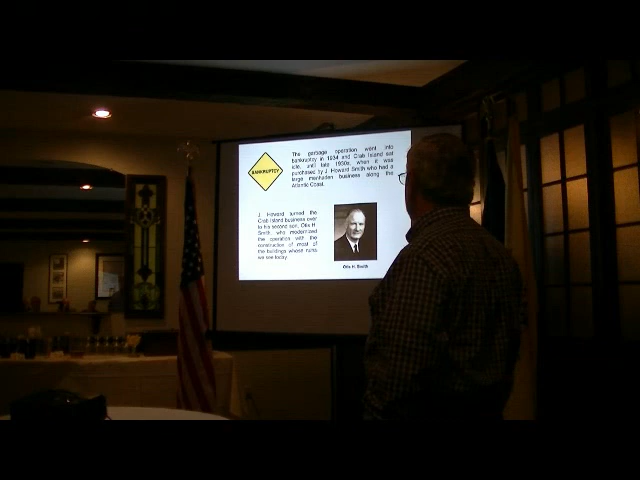 BANKRUPTCY
The garbage operation went into
bankruptcy in 1934 and Crab Island sat
idle, until late 1930s, when it was
purchased by J. Howard Smith who had a
large menhaden business along the
Atlantic Coast.
J. Howard turned the
Crab Island business over
to his second son, Otis H.
Smith who modernized
the operation with the
construction of most of
the buildings whose ruins
we see today.
Otis H. Smith